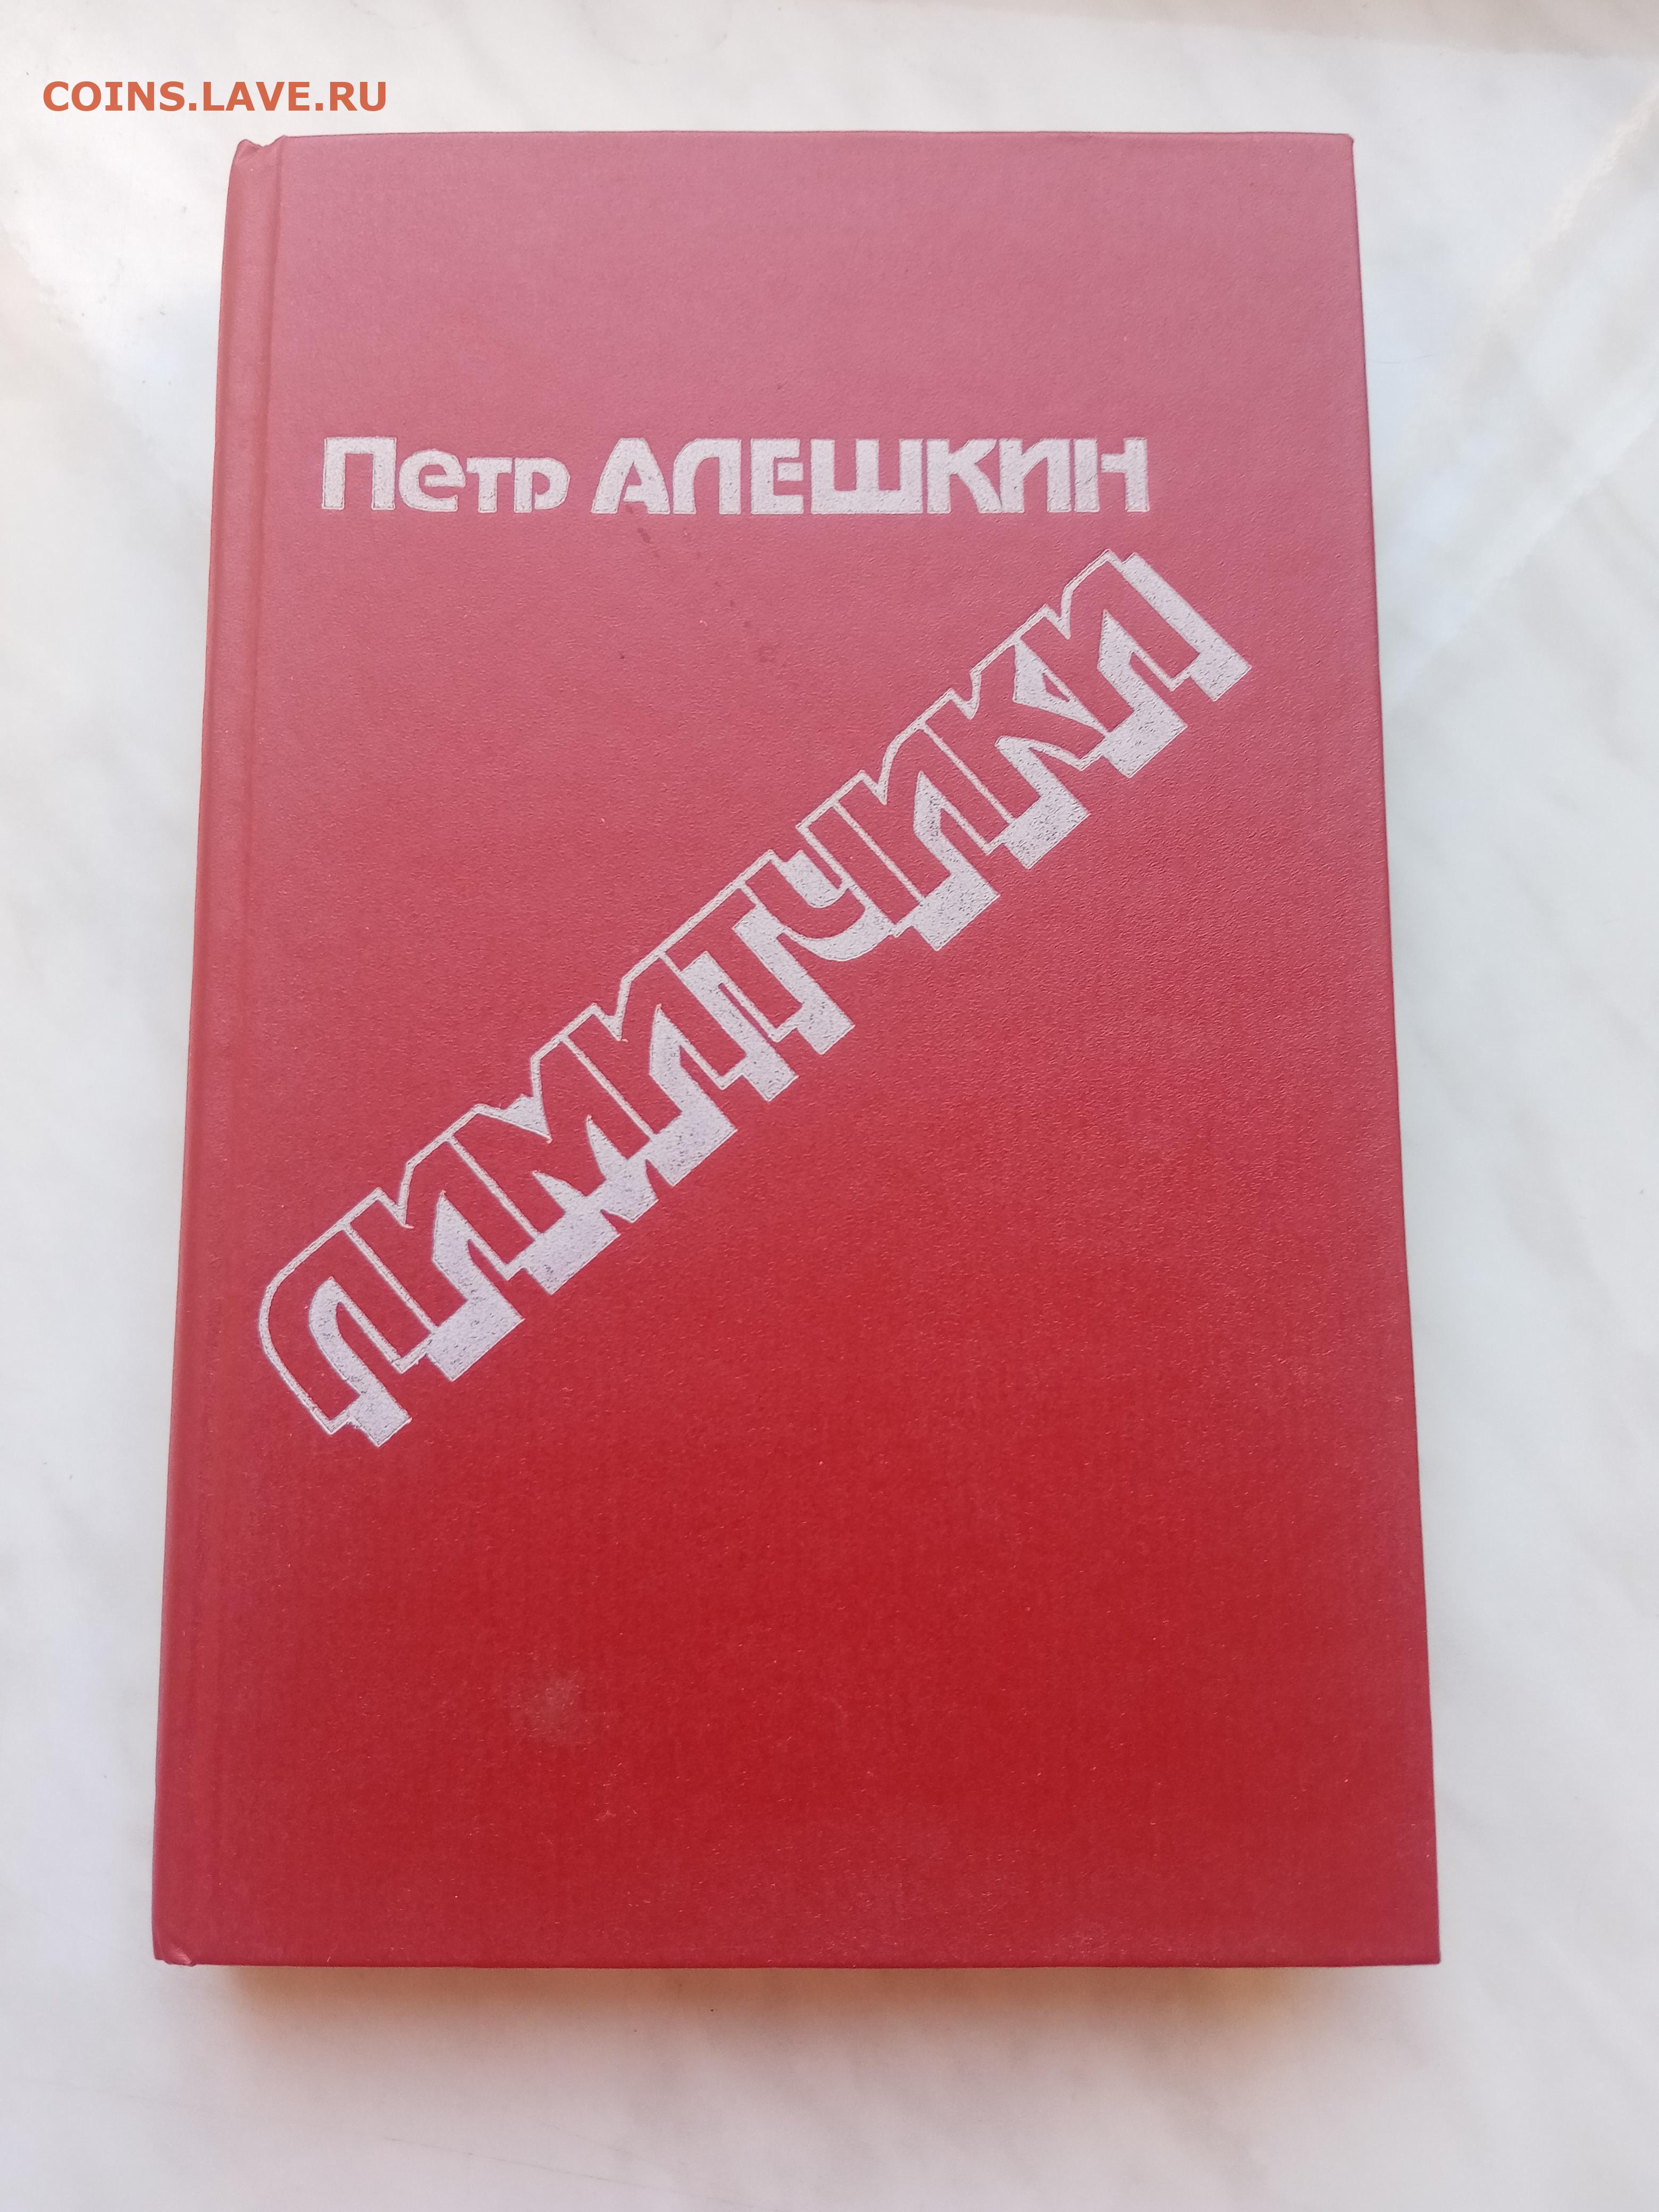 COINS.LAVE.RU
Петр АЛЕШКИН
ЛИМИТЧИКИ